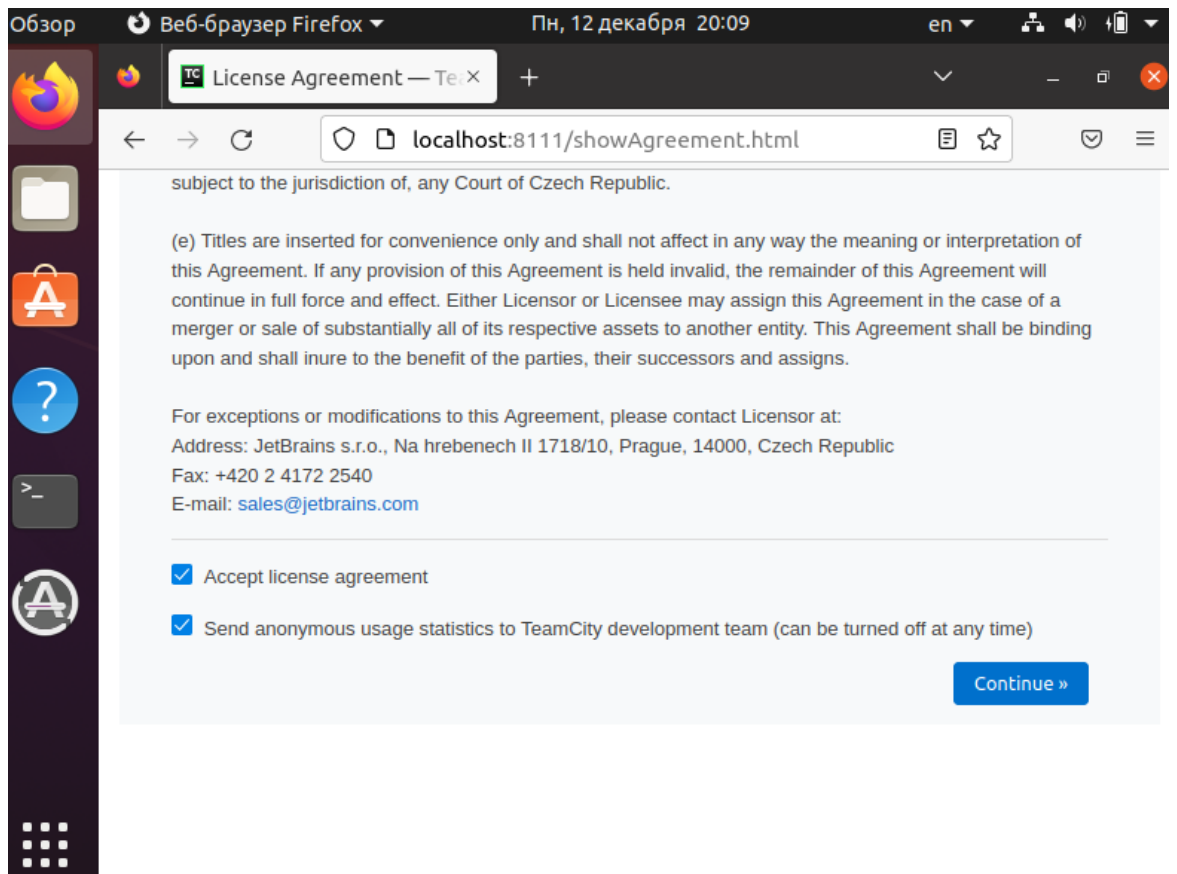 Обзор Веб-браузер Firefox Пн, 12 декабря 20:09 en
TC License Agreement — Te
localhost:8111/showAgreement.html
subject to the jurisdiction of, any Court of Czech Republic.
(e) Titles are inserted for convenience only and shall not affect in any way the meaning or interpretation of
this Agreement. If any provision of this Agreement is held invalid, the remainder of this Agreement will
continue in full force and effect. Either Licensor or Licensee may assign this Agreement in the case of a
merger or sale of substantially all of its respective assets to another entity. This Agreement shall be binding
upon and shall inure to the benefit of the parties, their successors and assigns.
For exceptions or modifications to this Agreement, please contact Licensor at:
Address: JetBrains s.r.o., Na hrebenech II 1718/10, Prague, 14000, Czech Republic
Fax: +420 2 4172 2540
E-mail: sales@jetbrains.com
Accept license agreement
Send anonymous usage statistics to TeamCity development team (can be turned off at any time)
Continue »